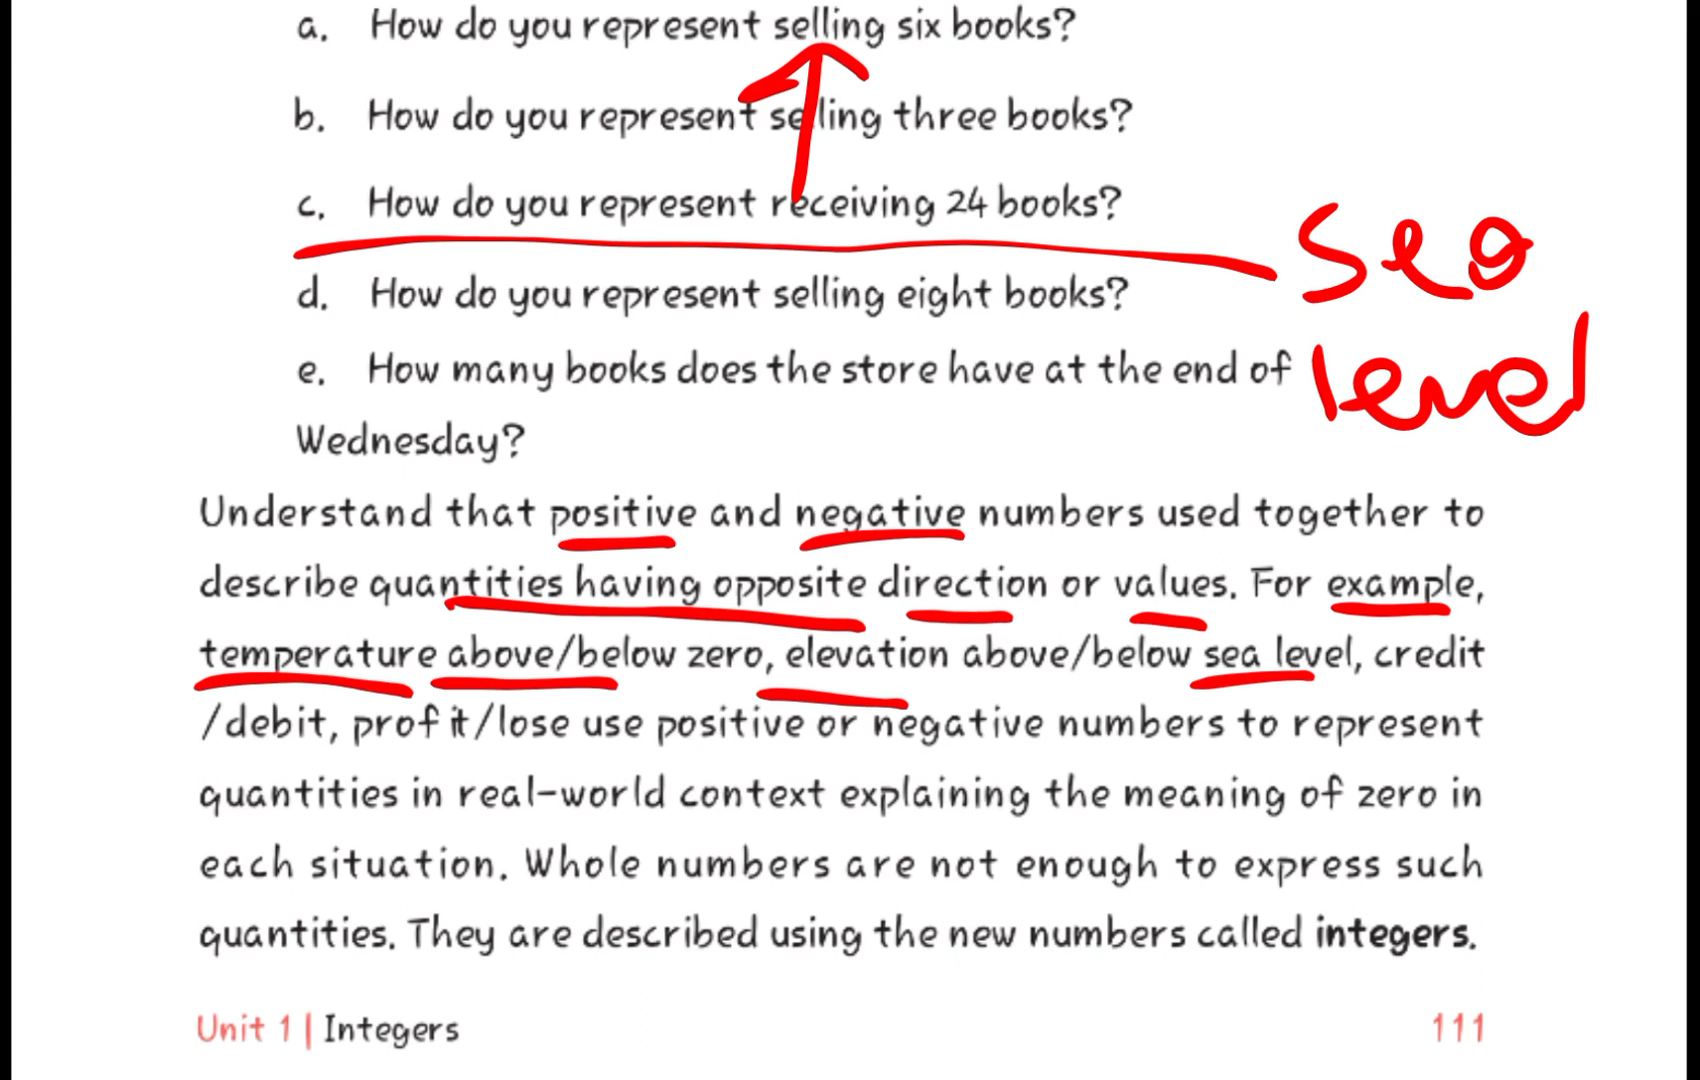 a. How do you represent selling six books?
b. How do you represent selling three books?
c. How do you represent receiving 24 books?
sea
d. How do you represent selling eight books?
e. How many books does the store have at the end of
level
Wednesday?
Understand that positive and negative numbers used together to
describe quantities having opposite direction or values. For example,
temperature above/below zero, elevation above/below sea level, credit
/debit, profit/lose use positive or negative numbers to represent
quantities in real-world context explaining the meaning of zero in
each situation. Whole numbers are not enough to express such
quantities. They are described using the new numbers called integers.
Unit 1 | Integers
111